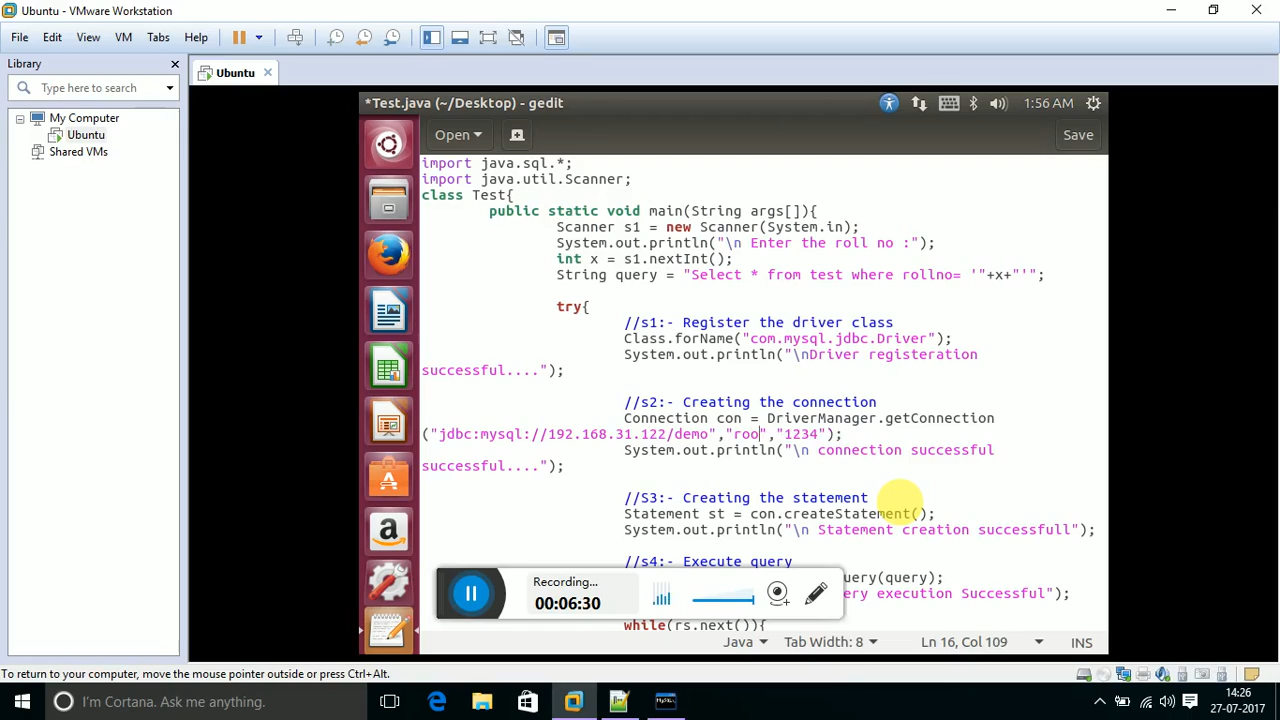 Ubuntu - VMware Workstation
File Edit View VM Tabs Help
Library
Type here to search
My Computer
Ubuntu
Shared VMs
Ubuntu
*Test.java (~/Desktop) - gedit
1:56 AM
Open
Save
import java.sql.*;
import java.util.Scanner;
class Test{
public static void main(String args[]){
Scanner s1 = new Scanner(System.in);
System.out.println("\n Enter the roll no :");
int x = s1.nextInt();
String query = "Select * from test where rollno= '"+x+"'";
try{
//s1:- Register the driver class
Class.forName("com.mysql.jdbc.Driver");
System.out.println("\nDriver registeration
successful....");
//s2:- Creating the connection
Connection con = DriverManager.getConnection
("jdbc:mysql://192.168.31.122/demo","roo","1234");
System.out.println("\n connection successful
successful....");
//S3:- Creating the statement
Statement st = con.createStatement();
System.out.println("\n Statement creation successfull");
//s4:- Execute query
uery(query);
ery execution Successful");
while(rs.next()){
Recording...
00:06:30
Java
Tab Width: 8
Ln 16, Col 109
INS
To return to your computer, move the mouse pointer outside or press Ctrl+Alt.
I'm Cortana. Ask me anything.
14:26
27-07-2017